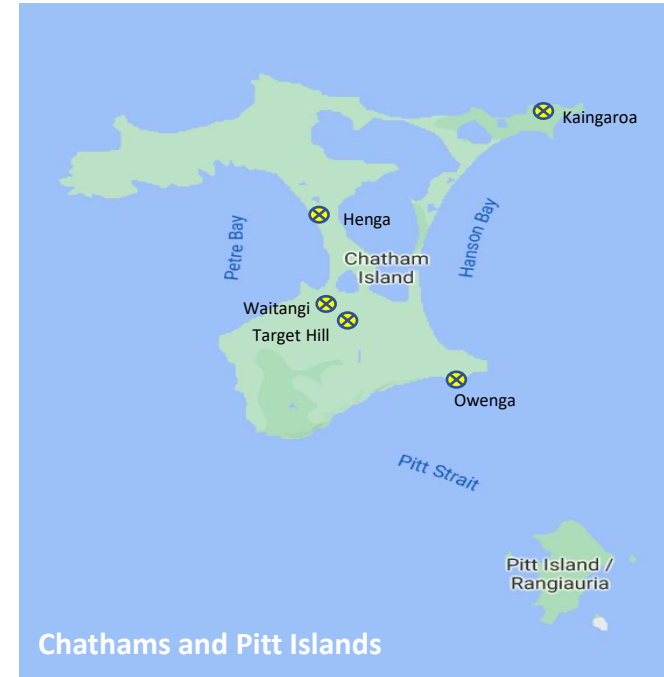 Kaingaroa
Henga
Petre Bay
Hanson Bay
Chatham
Island
Waitangi
Target Hill
Owenga
Pitt Strait
Pitt Island /
Rangiauria
Chathams and Pitt Islands